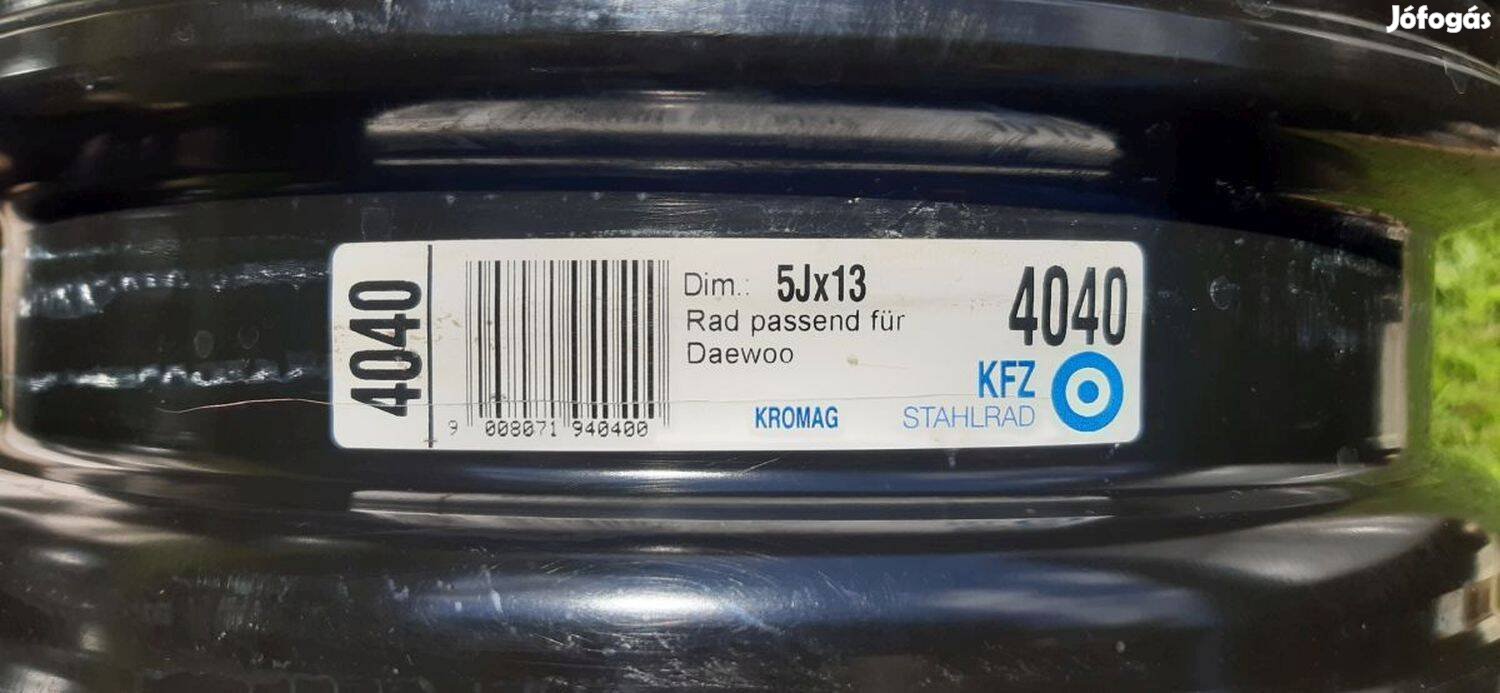 Jófogás
4040
9 008071 940400
Dim.: 5Jx13
Rad passend für
Daewoo
4040
KFZ
STAHLRAD
KROMAG